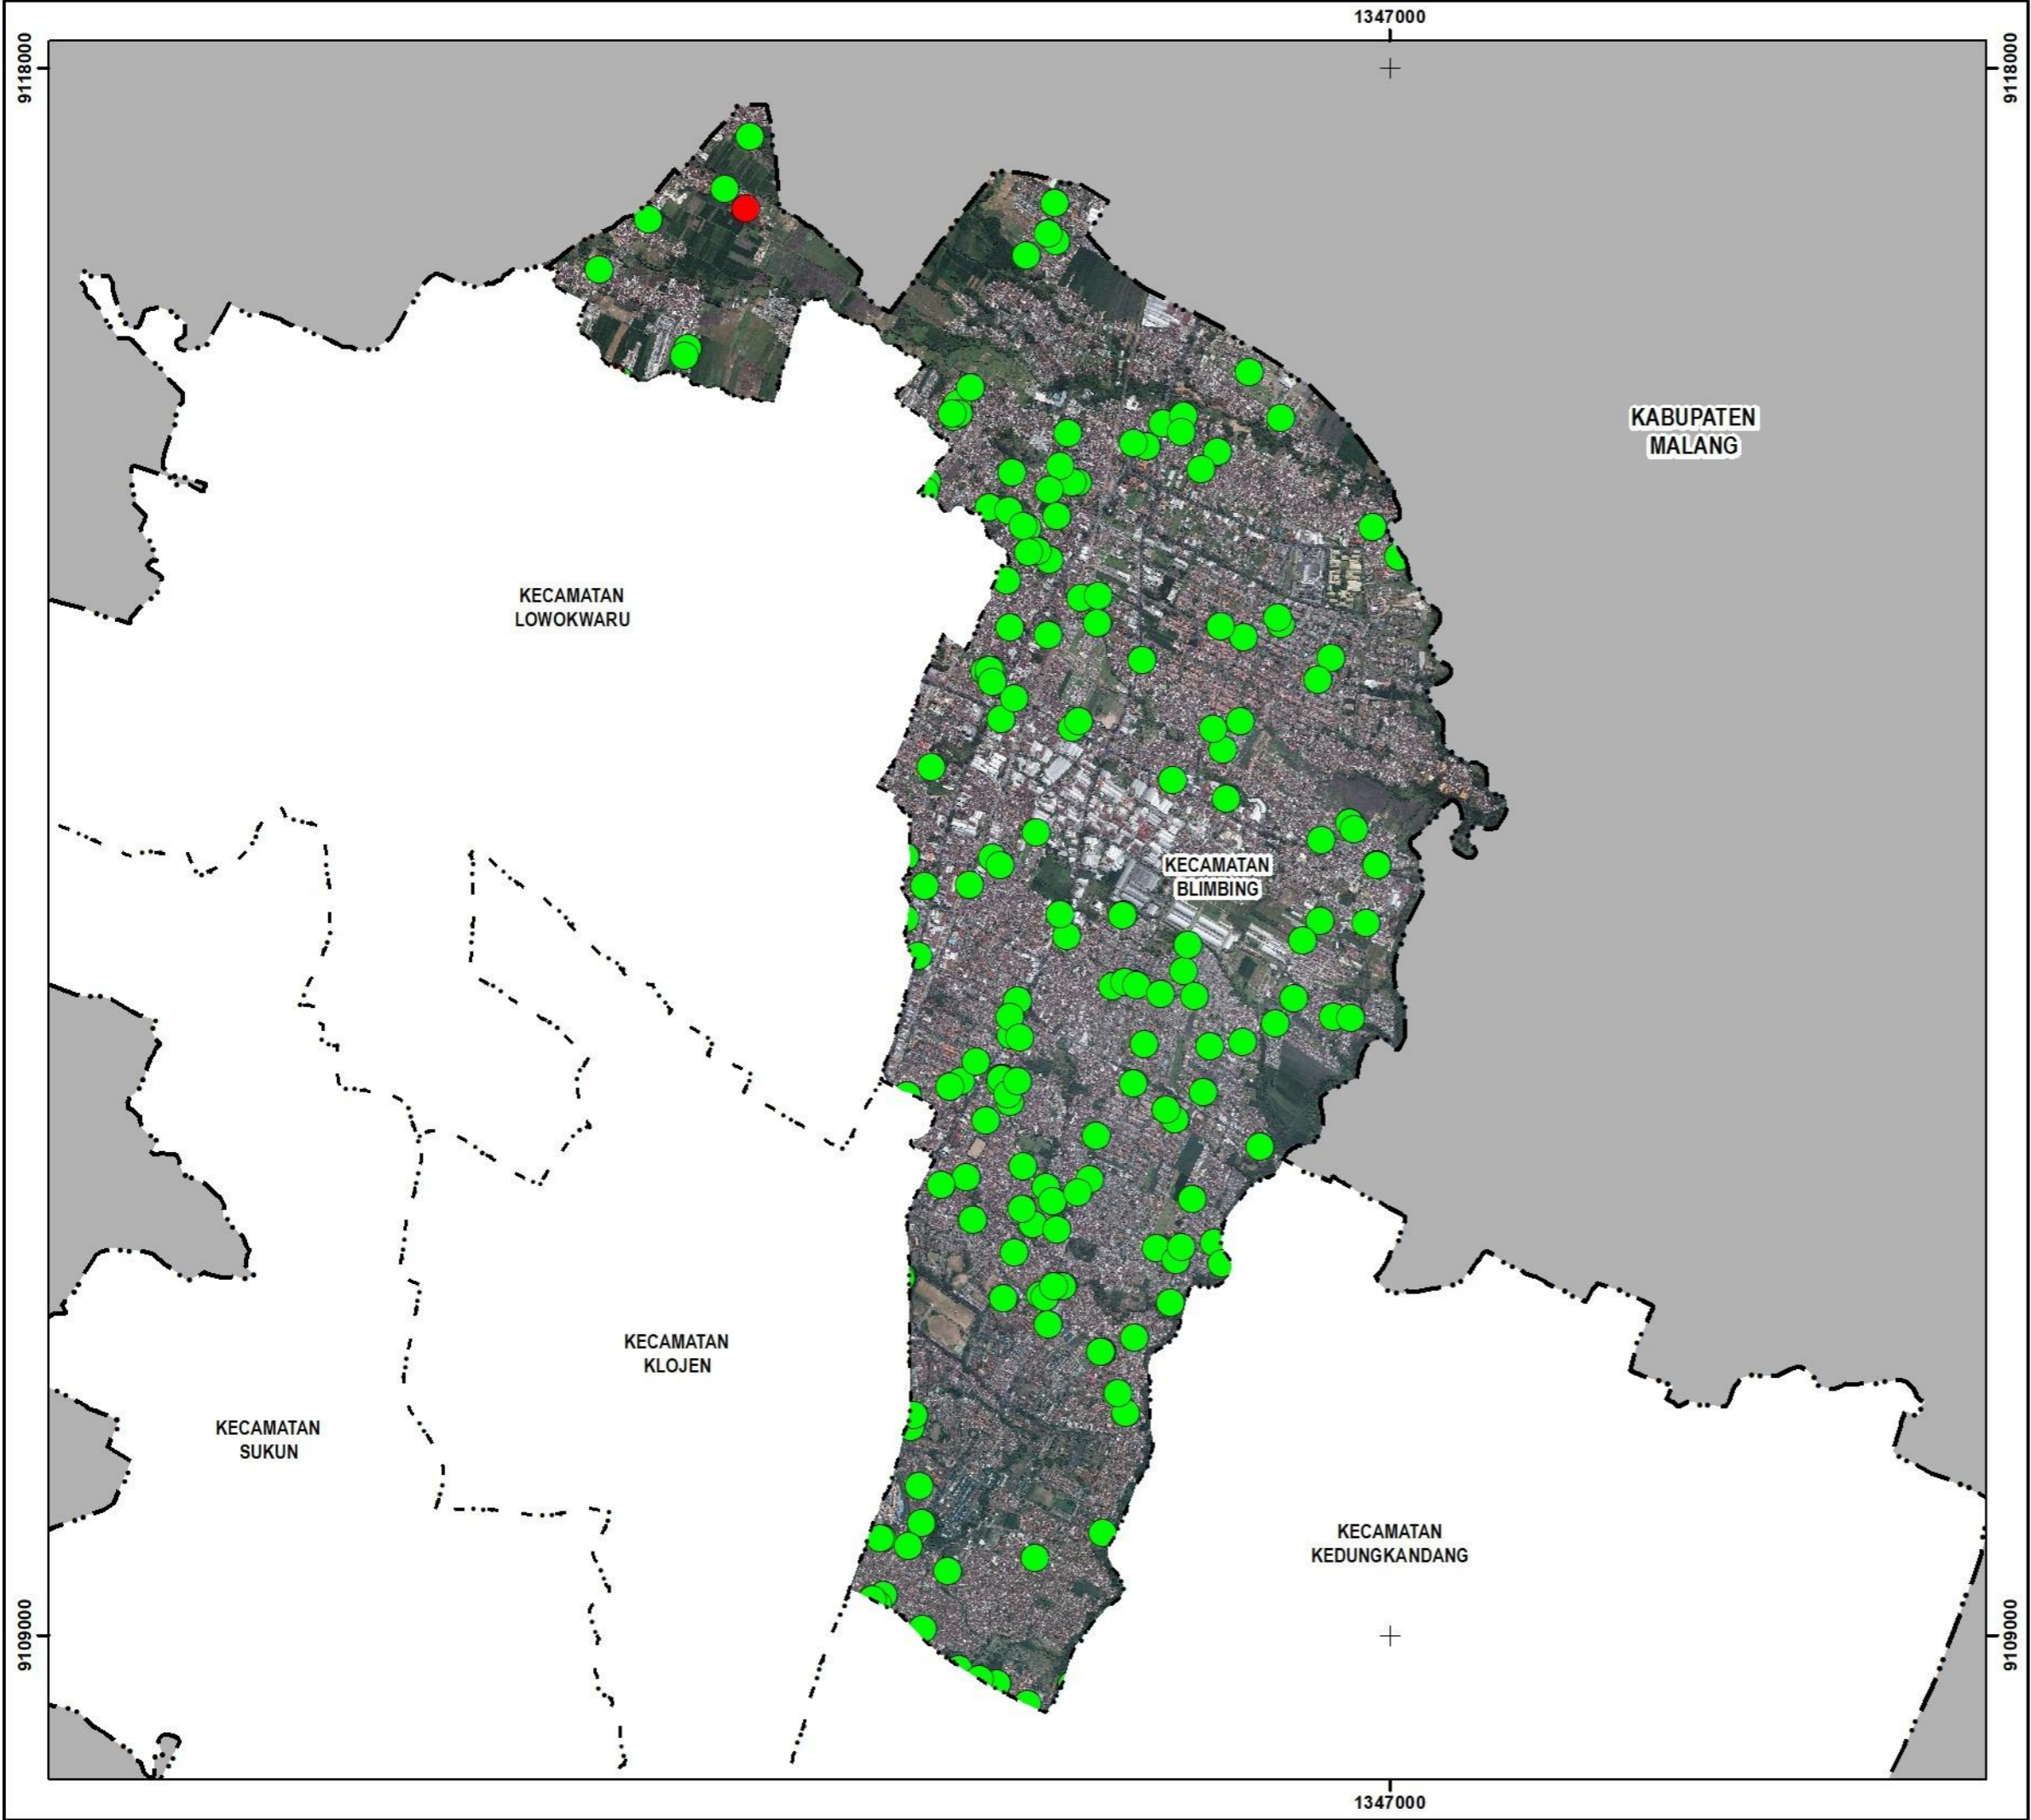 1347000
9118000
9118000
KABUPATEN
MALANG
KECAMATAN
LOWOKWARU
KECAMATAN
BLIMBING
KECAMATAN
KLOJEN
KECAMATAN
SUKUN
KECAMATAN
KEDUNGKANDANG
9109000
9109000
1347000